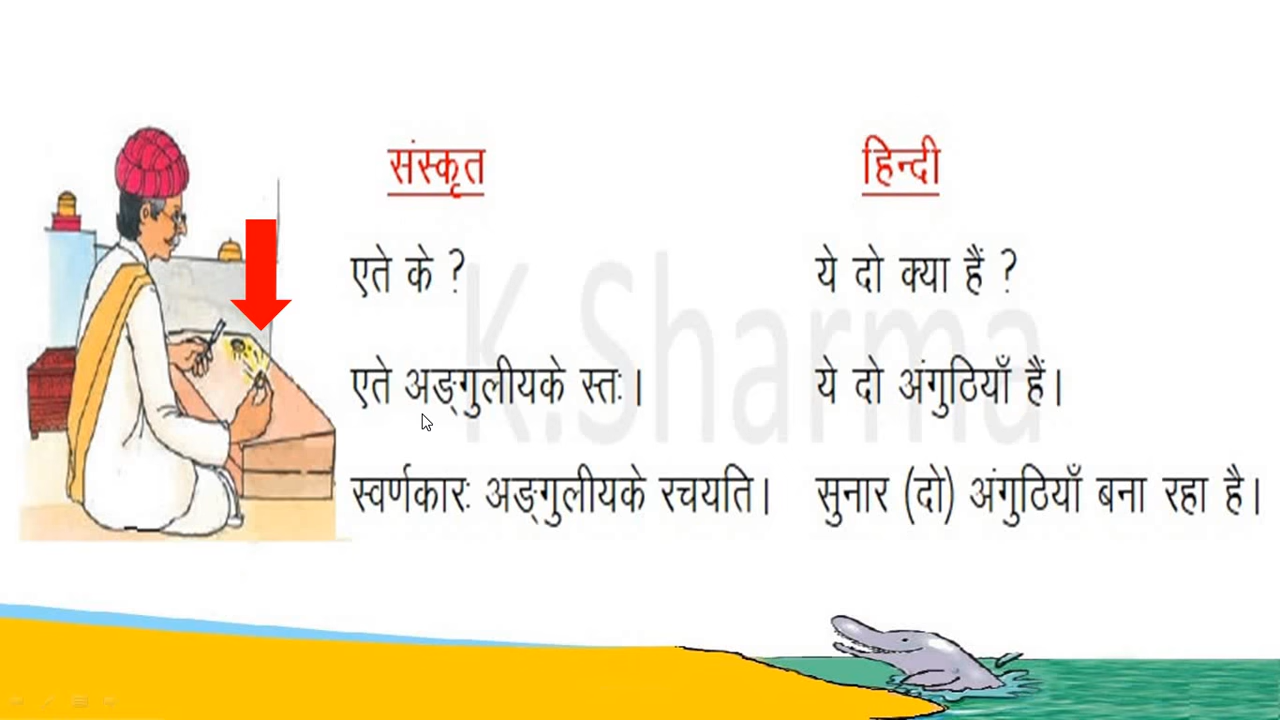 संस्कृत हिन्दी
एते के ? ये दो क्या हैं ?
एते अङ्गुलीयके स्तः। ये दो अंगुठियाँ हैं।
स्वर्णकारः अङ्गुलीयके रचयति। सुनार (दो) अंगुठियाँ बना रहा है।
K.Sharma